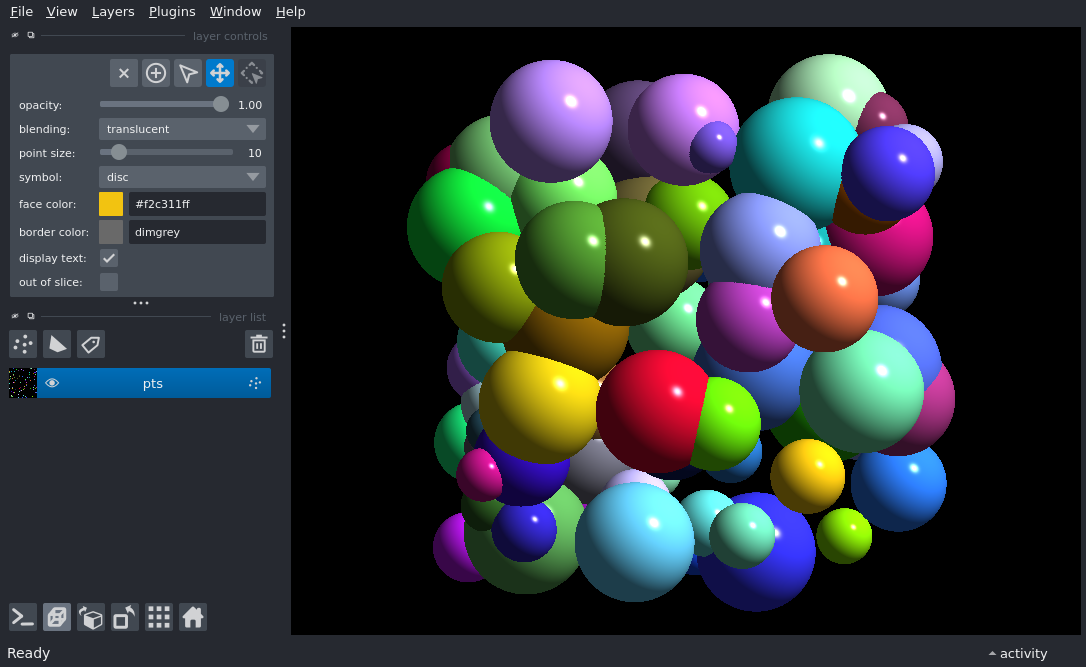 File View Layers Plugins Window Help
layer controls
opacity: 1.00
blending: translucent
point size: 10
symbol: disc
face color: #f2c311ff
border color: dimgrey
display text:
out of slice:
layer list
pts
Ready
activity